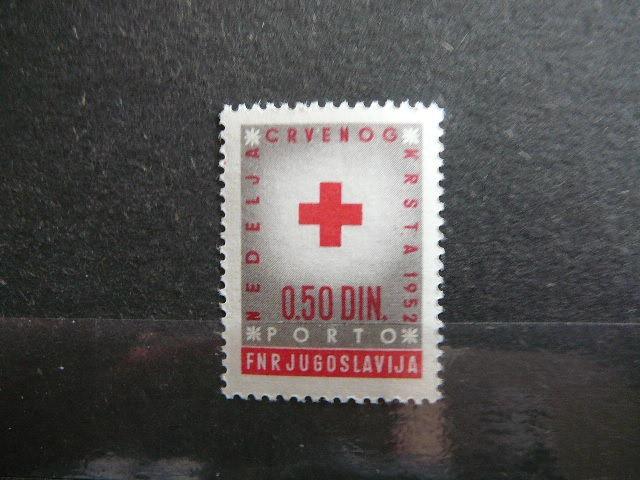 NEDELJA
CRVENOG
KRSTA 1952
0.50 DIN.
PORTO
FNR JUGOSLAVIJA